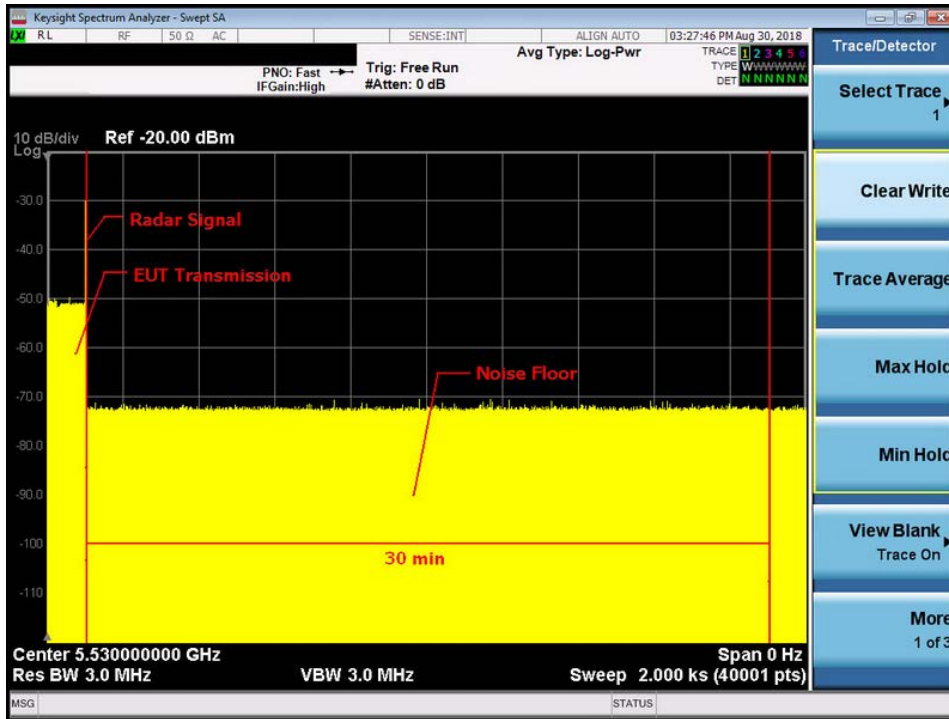 Keysight Spectrum Analyzer - Swept SA
LXI RL RF 50 Ω AC SENSE:INT ALIGN AUTO 03:27:46 PM Aug 30, 2018
PNO: Fast
IFGain:High
Trig: Free Run
#Atten: 0 dB
Avg Type: Log-Pwr
TRACE 1 2 3 4 5 6
TYPE WWWWWW
DET N N N N N N
10 dB/div Ref -20.00 dBm
Log
-30.0
-40.0
-50.0
-60.0
-70.0
-80.0
-90.0
-100
-110
Radar Signal
EUT Transmission
Noise Floor
30 min
Center 5.530000000 GHz Span 0 Hz
Res BW 3.0 MHz VBW 3.0 MHz Sweep 2.000 ks (40001 pts)
MSG STATUS
Trace/Detector
Select Trace
1
Clear Write
Trace Average
Max Hold
Min Hold
View Blank
Trace On
More
1 of 3